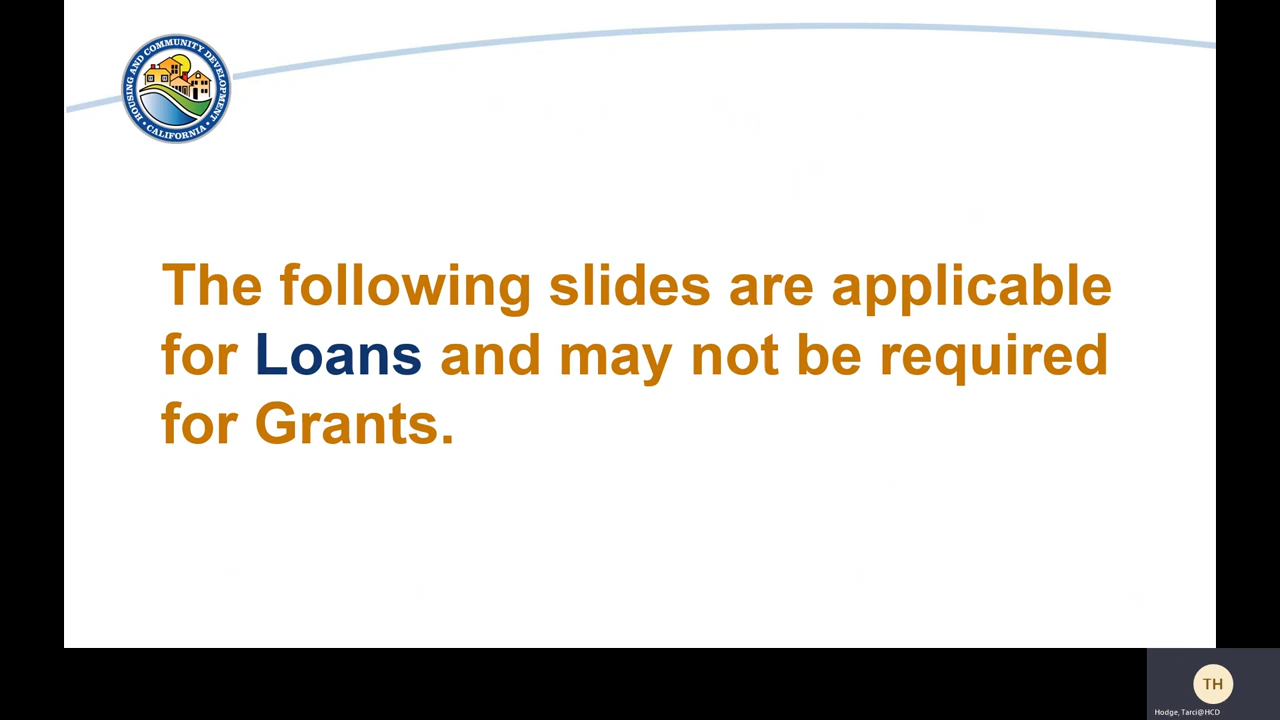 HOUSING AND COMMUNITY DEVELOPMENT
• CALIFORNIA •
The following slides are applicable
for Loans and may not be required
for Grants.
TH
Hodge, Tarci@HCD